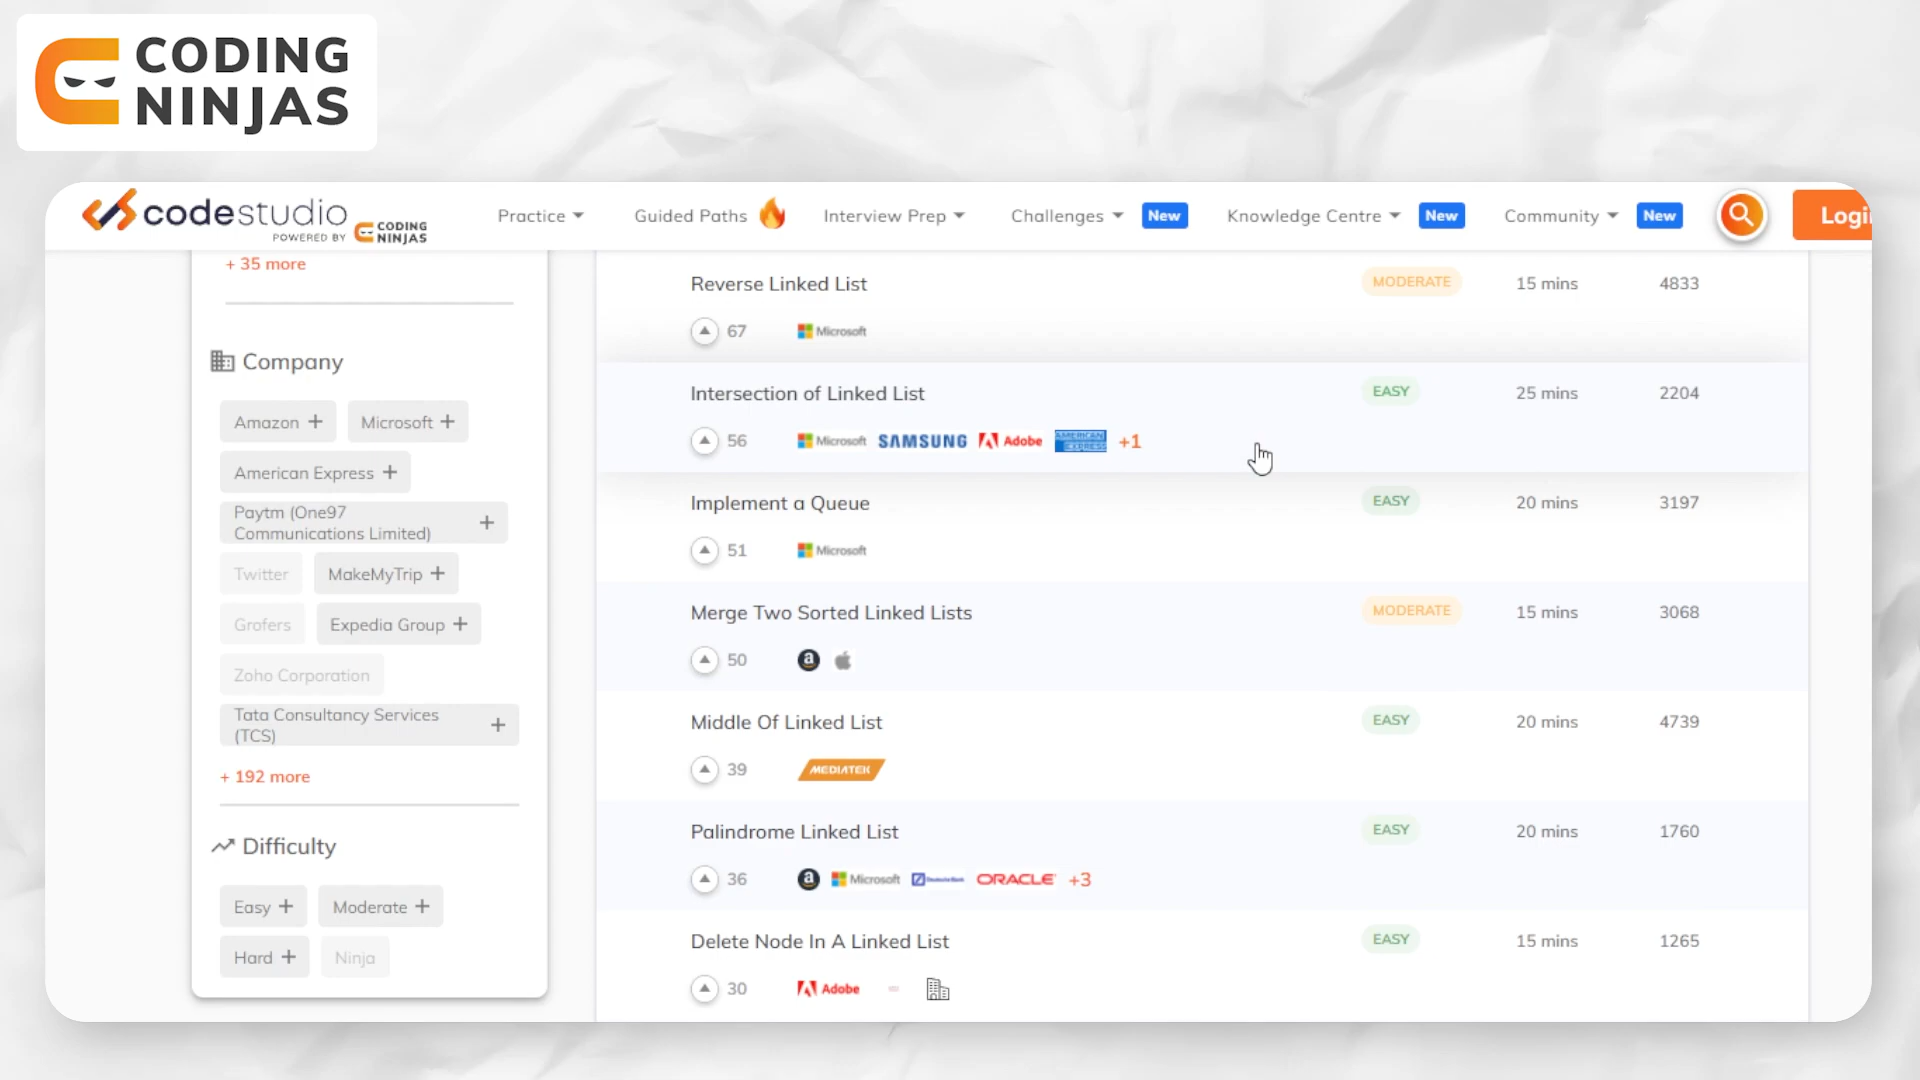 CODING
NINJAS
codestudio
POWERED BY CODING NINJAS
Practice
Guided Paths
Interview Prep
Challenges New
Knowledge Centre New
Community New
Logi
+ 35 more
Company
Amazon +
Microsoft +
American Express +
Paytm (One97
Communications Limited) +
Twitter
MakeMyTrip +
Grofers
Expedia Group +
Zoho Corporation
Tata Consultancy Services
(TCS) +
+ 192 more
Difficulty
Easy +
Moderate +
Hard +
Ninja
Reverse Linked List MODERATE 15 mins 4833
67 Microsoft
Intersection of Linked List EASY 25 mins 2204
56 Microsoft SAMSUNG Adobe AMERICAN EXPRESS +1
Implement a Queue EASY 20 mins 3197
51 Microsoft
Merge Two Sorted Linked Lists MODERATE 15 mins 3068
50 a
Middle Of Linked List EASY 20 mins 4739
39 MEDIATEK
Palindrome Linked List EASY 20 mins 1760
36 a Microsoft Deutsche Bank ORACLE +3
Delete Node In A Linked List EASY 15 mins 1265
30 Adobe